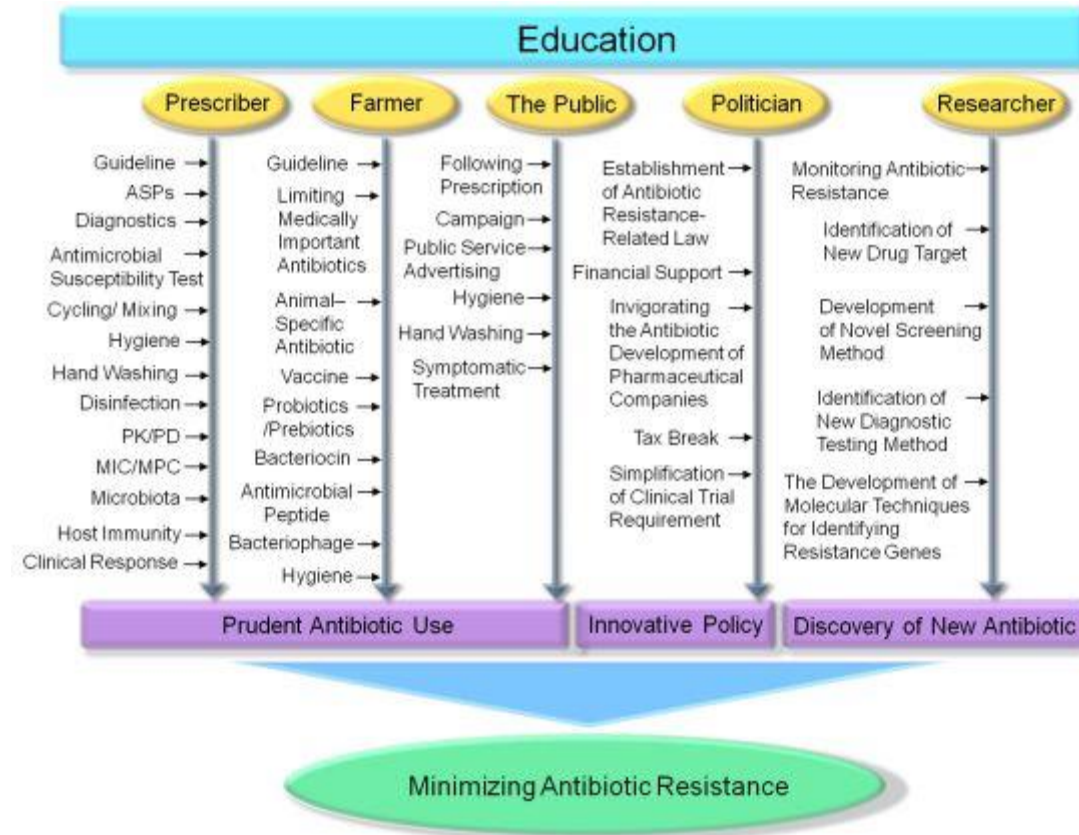 Education
Prescriber
Guideline
ASPs
Diagnostics
Antimicrobial
Susceptibility Test
Cycling/ Mixing
Hygiene
Hand Washing
Disinfection
PK/PD
MIC/MPC
Microbiota
Host Immunity
Clinical Response
Farmer
Guideline
Limiting
Medically
Important
Antibiotics
Animal–
Specific
Antibiotic
Vaccine
Probiotics
/Prebiotics
Bacteriocin
Antimicrobial
Peptide
Bacteriophage
Hygiene
The Public
Following
Prescription
Campaign
Public Service
Advertising
Hygiene
Hand Washing
Symptomatic
Treatment
Politician
Establishment
of Antibiotic
Resistance-
Related Law
Financial Support
Invigorating
the Antibiotic
Development of
Pharmaceutical
Companies
Tax Break
Simplification
of Clinical Trial
Requirement
Researcher
Monitoring Antibiotic
Resistance
Identification of
New Drug Target
Development
of Novel Screening
Method
Identification of
New Diagnostic
Testing Method
The Development of
Molecular Techniques
for Identifying
Resistance Genes
Prudent Antibiotic Use
Innovative Policy
Discovery of New Antibiotic
Minimizing Antibiotic Resistance